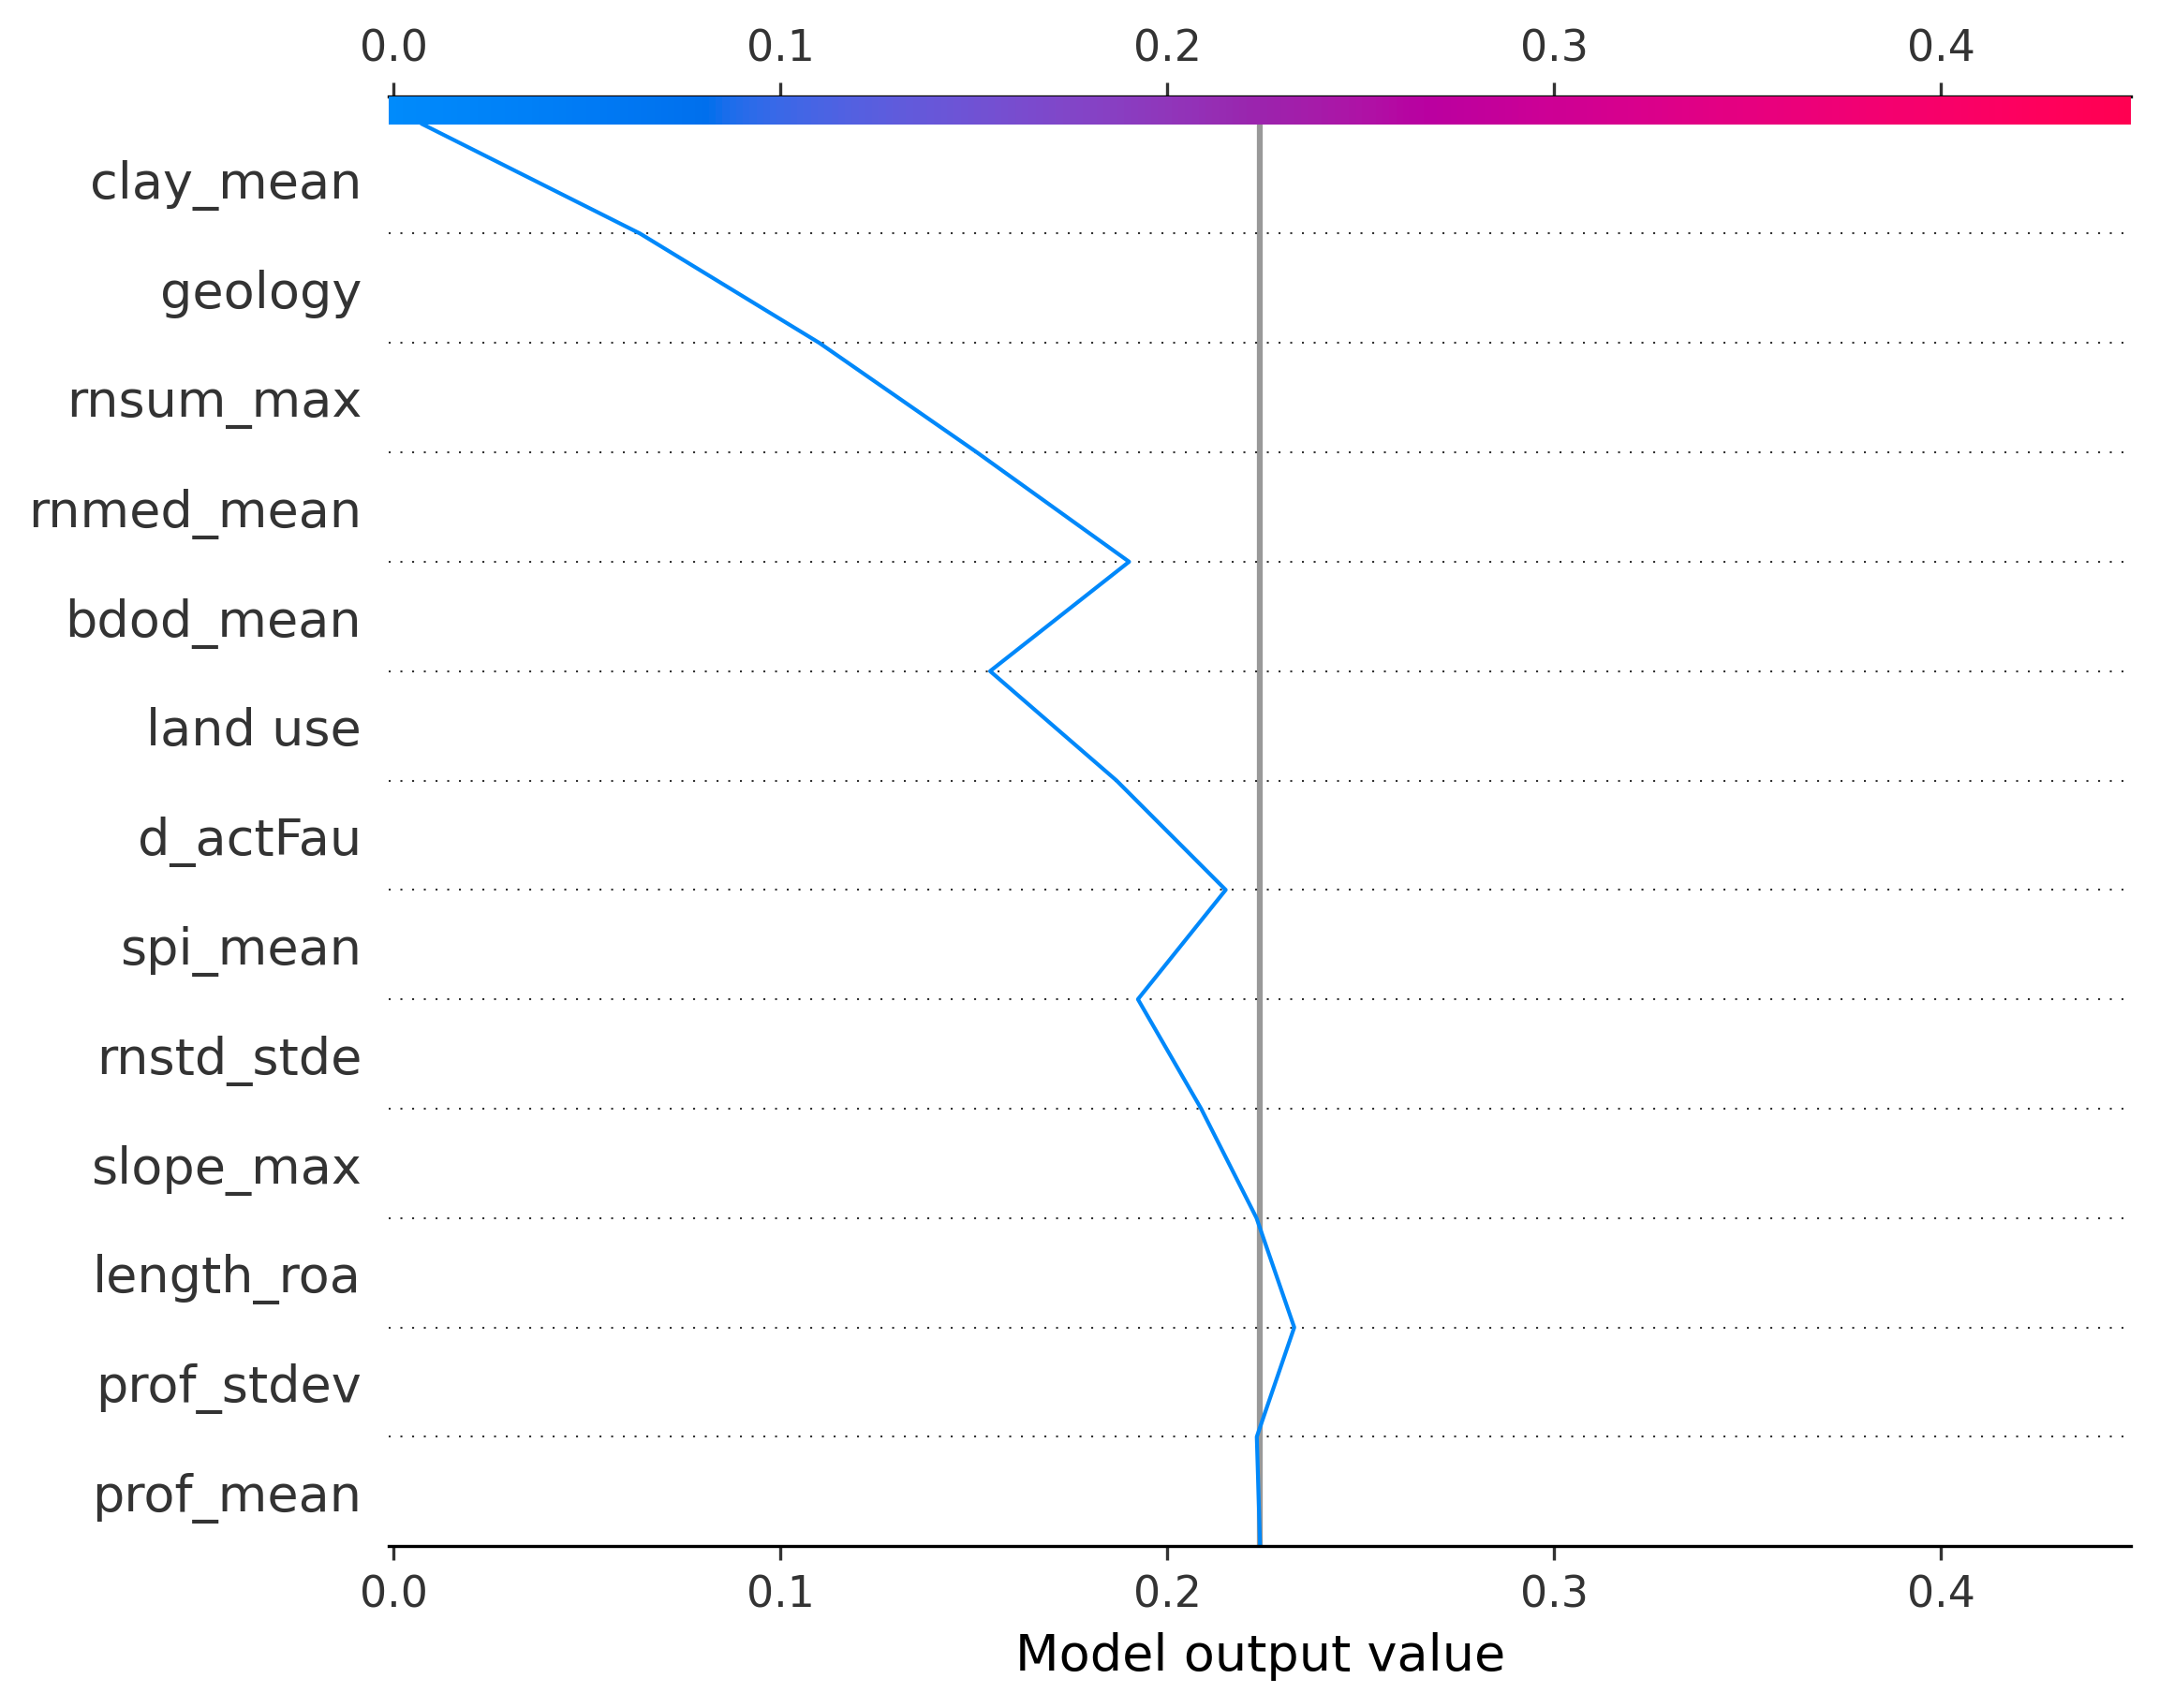 0.0 0.1 0.2 0.3 0.4
clay_mean
geology
rnsum_max
rnmed_mean
bdod_mean
land use
d_actFau
spi_mean
rnstd_stde
slope_max
length_roa
prof_stdev
prof_mean
0.0 0.1 0.2 0.3 0.4
Model output value